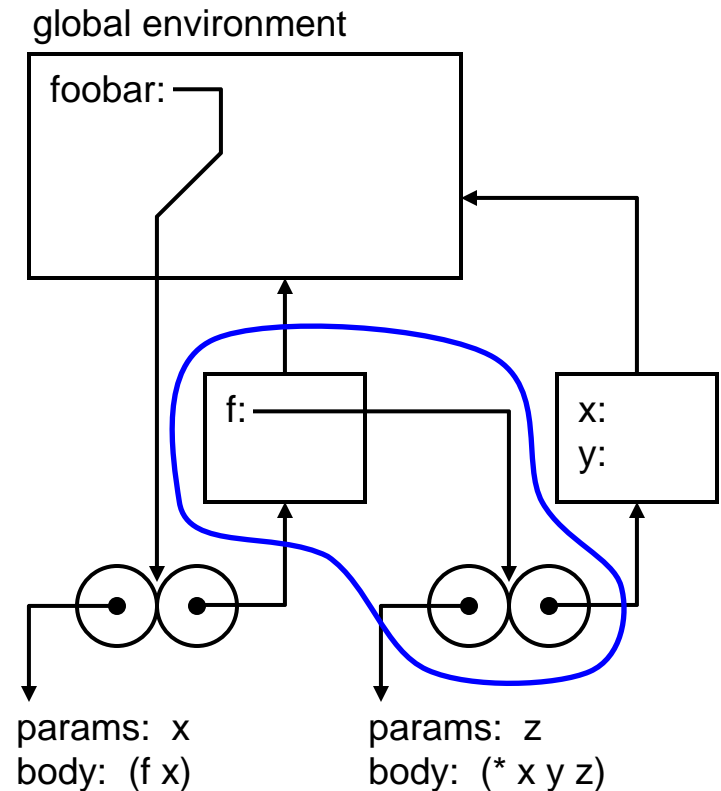 global environment
foobar:
f:
x:
y:
params: x
body: (f x)
params: z
body: (* x y z)